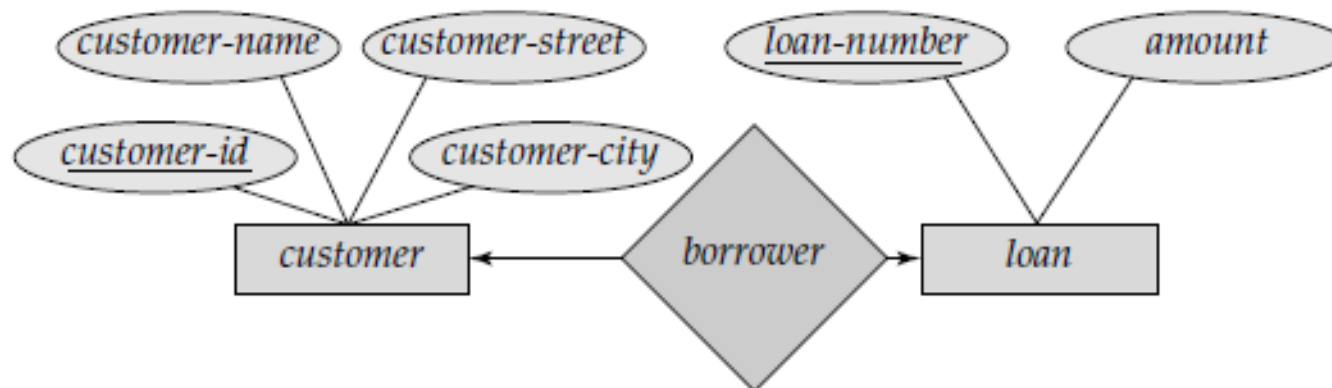 customer-name customer-street loan-number amount
customer-id customer-city
customer borrower loan